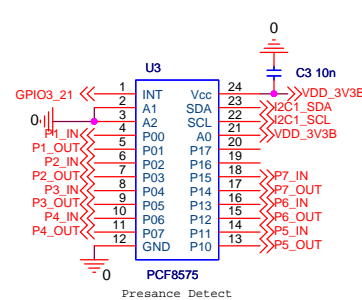 0
U3
C3 10n
GPIO3_21 1 INT Vcc 24 VDD_3V3B
2 A1 SDA 23 I2C1_SDA
0 3 A2 SCL 22 I2C1_SCL
P1_IN 4 P00 A0 21 VDD_3V3B
P1_OUT 5 P01 P17 20
P2_IN 6 P02 P16 19
P2_OUT 7 P03 P15 18 P7_IN
P3_IN 8 P04 P14 17 P7_OUT
P3_OUT 9 P05 P13 16 P6_IN
P4_IN 10 P06 P12 15 P6_OUT
P4_OUT 11 P07 P11 14 P5_IN
12 GND P10 13 P5_OUT
0
PCF8575
Presance Detect